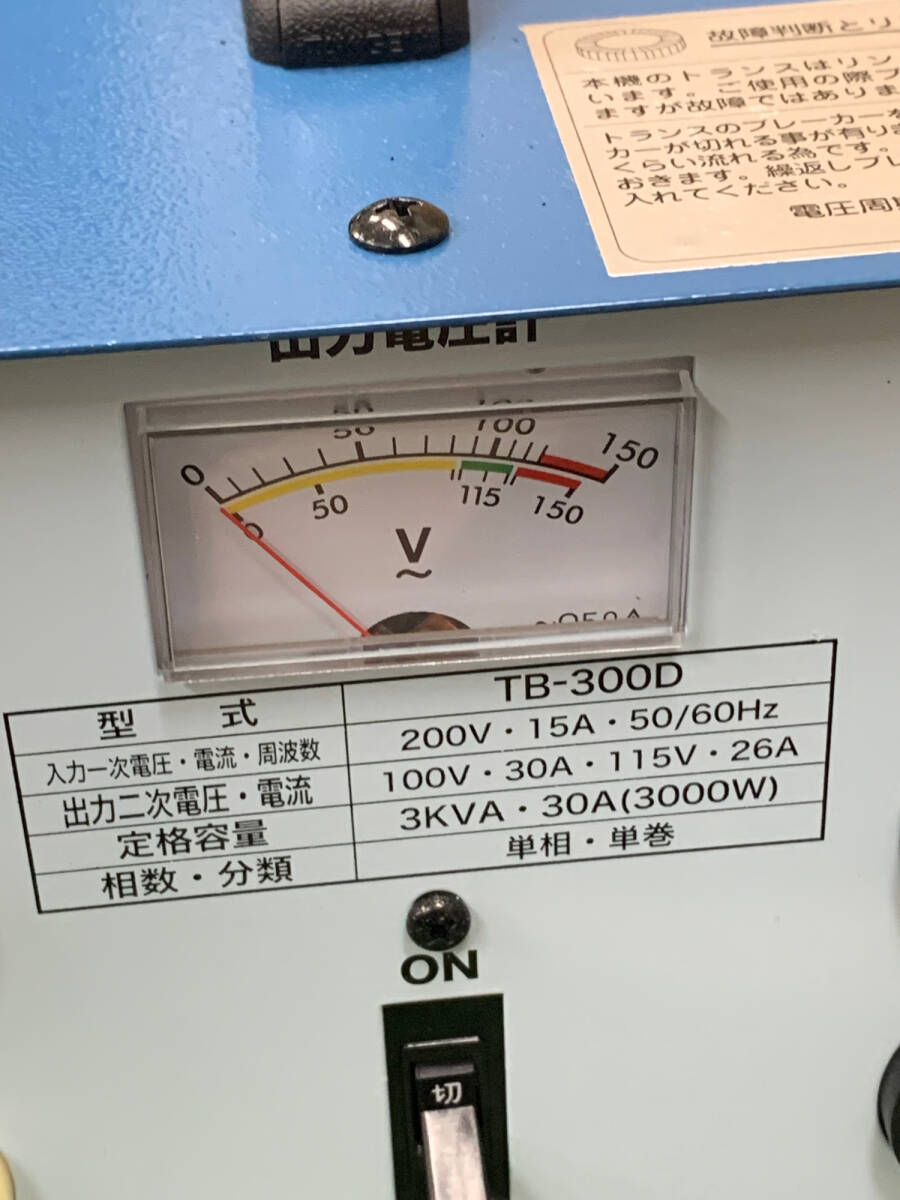 故障判断とリ
本機のトランスはリン
います。ご使用の際ブ
ますが故障ではありま
トランスのブレーカーを
カーが切れる事が有りま
くらい流れる為です。
おきます。繰返しブレ
入れてください。
電圧周
出力電圧計
0 50 100 150
0 50 115 150
V
~
型 式 TB-300D
入力一次電圧・電流・周波数 200V・15A・50/60Hz
出力二次電圧・電流 100V・30A・115V・26A
定格容量 3KVA・30A(3000W)
相数・分類 単相・単巻
ON
切